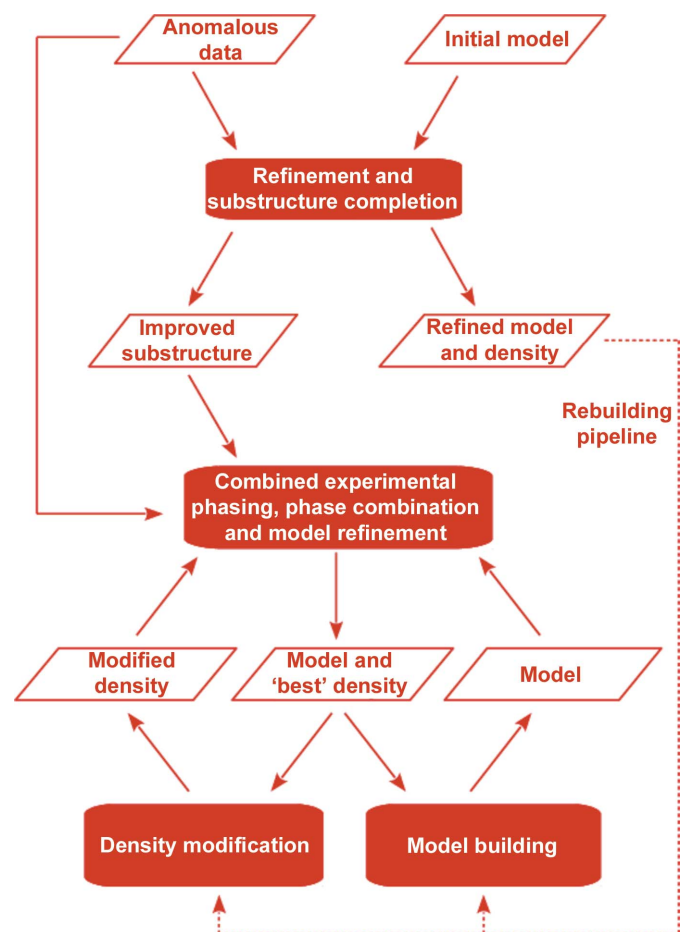 Anomalous
data
Initial model
Refinement and
substructure completion
Improved
substructure
Refined model
and density
Rebuilding
pipeline
Combined experimental
phasing, phase combination
and model refinement
Modified
density
Model and
‘best’ density
Model
Density modification
Model building